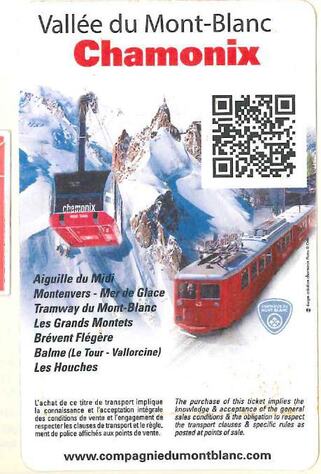 Vallée du Mont-Blanc
Chamonix
chamonix
Aiguille du Midi
Montenvers - Mer de Glace
Tramway du Mont-Blanc
Les Grands Montets
Brévent Flégère
Balme (Le Tour - Vallorcine)
Les Houches
COMPAGNIE DU
MONT-BLANC
L'achat de ce titre de transport implique
la connaissance et l'acceptation intégrale
des conditions de vente et l'engagement de
respecter les clauses de transport et le règle,
ment de police affichés aux points de vente.
The purchase of this ticket implies the
knowledge & acceptance of the general
sales conditions & the obligation to respect
the transport clauses & specific rules as
posted at points of sale.
www.compagniedumontblanc.com